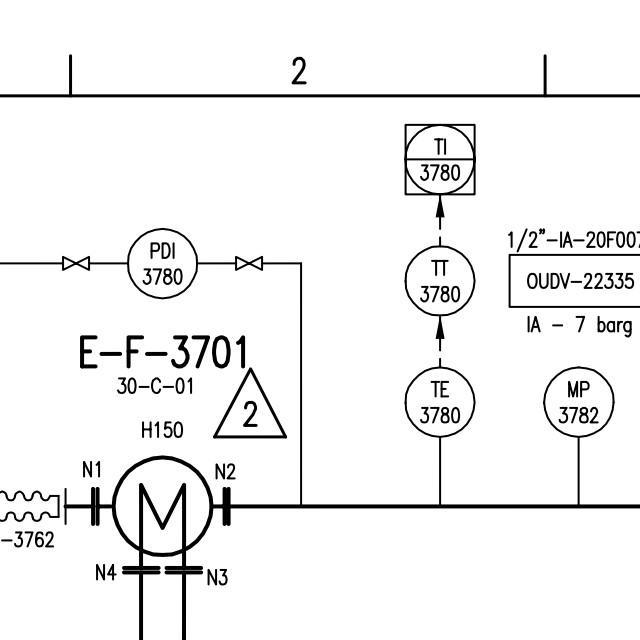 2
TI
3780
PDI
3780
TT
3780
1/2"-IA-20F007
OUDV-22335
IA - 7 barg
E-F-3701
30-C-01
2
TE
3780
MP
3782
H150
N1
N2
-3762
N4
N3